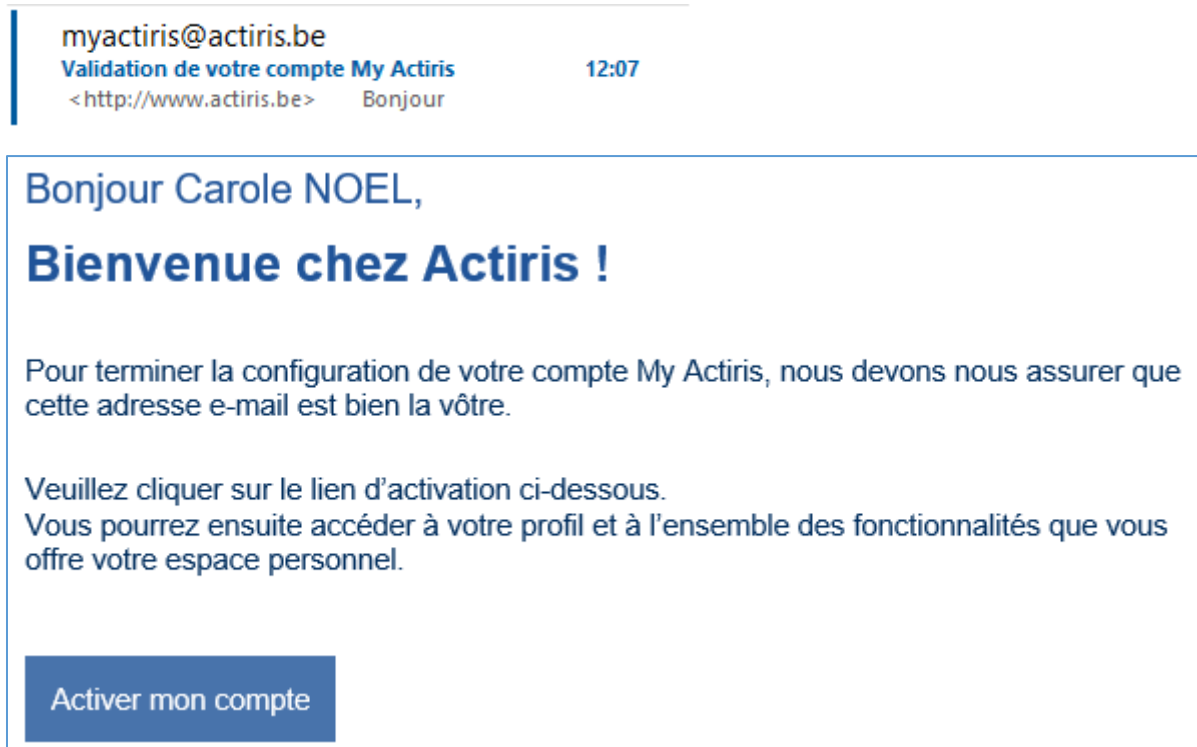 myactiris@actiris.be
Validation de votre compte My Actiris 12:07
<http://www.actiris.be> Bonjour
Bonjour Carole NOEL,
Bienvenue chez Actiris !
Pour terminer la configuration de votre compte My Actiris, nous devons nous assurer que
cette adresse e-mail est bien la vôtre.
Veuillez cliquer sur le lien d’activation ci-dessous.
Vous pourrez ensuite accéder à votre profil et à l’ensemble des fonctionnalités que vous
offre votre espace personnel.
Activer mon compte